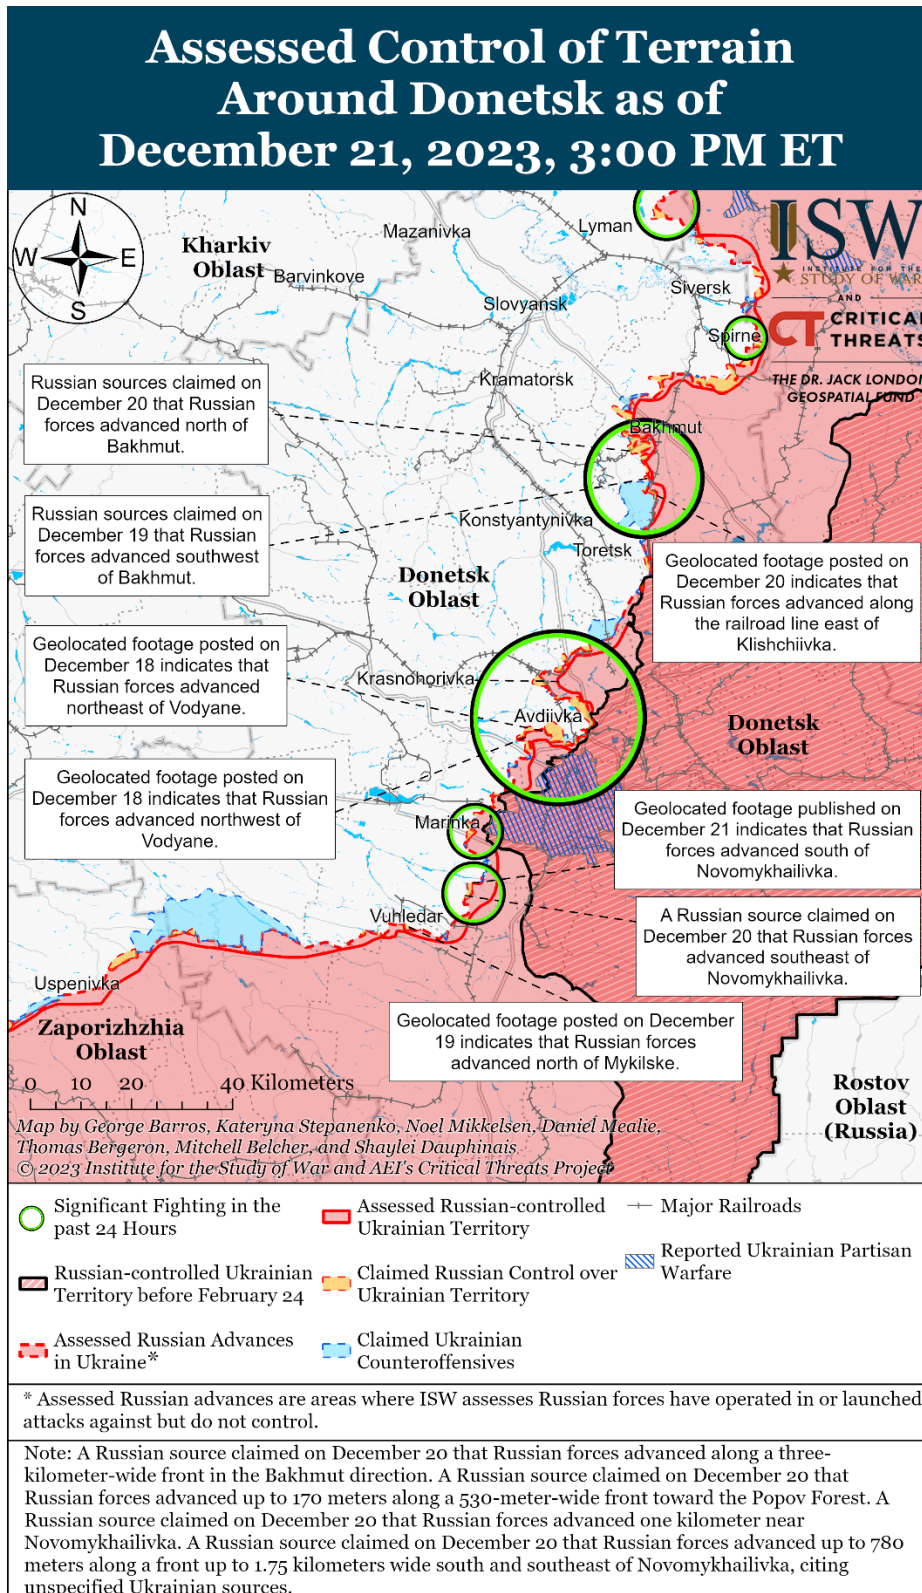 Assessed Control of Terrain
Around Donetsk as of
December 21, 2023, 3:00 PM ET
N
W
E
S
Kharkiv
Oblast
Mazanivka
Lyman
Barvinkove
Slovyansk
Siversk
Spirne
Kramatorsk
ISW
INSTITUTE FOR THE
STUDY OF WAR
AND
CT CRITICAL
THREATS
THE DR. JACK LONDON
GEOSPATIAL FUND
Russian sources claimed on
December 20 that Russian
forces advanced north of
Bakhmut.
Bakhmut
Russian sources claimed on
December 19 that Russian
forces advanced southwest
of Bakhmut.
Konstyantynivka
Toretsk
Donetsk
Oblast
Geolocated footage posted on
December 20 indicates that
Russian forces advanced along
the railroad line east of
Klishchiivka.
Geolocated footage posted on
December 18 indicates that
Russian forces advanced
northeast of Vodyane.
Krasnohorivka
Avdiivka
Donetsk
Oblast
Geolocated footage posted on
December 18 indicates that Russian
forces advanced northwest of
Vodyane.
Marinka
Geolocated footage published on
December 21 indicates that Russian
forces advanced south of
Novomykhailivka.
Vuhledar
A Russian source claimed on
December 20 that Russian forces
advanced southeast of
Novomykhailivka.
Uspenivka
Zaporizhzhia
Oblast
Geolocated footage posted on December
19 indicates that Russian forces
advanced north of Mykilske.
Rostov
Oblast
(Russia)
0 10 20 40 Kilometers
Map by George Barros, Kateryna Stepanenko, Noel Mikkelsen, Daniel Mealie,
Thomas Bergeron, Mitchell Belcher, and Shaylei Dauphinais
© 2023 Institute for the Study of War and AEI's Critical Threats Project
Significant Fighting in the
past 24 Hours
Russian-controlled Ukrainian
Territory before February 24
Assessed Russian Advances
in Ukraine*
Assessed Russian-controlled
Ukrainian Territory
Claimed Russian Control over
Ukrainian Territory
Claimed Ukrainian
Counteroffensives
Major Railroads
Reported Ukrainian Partisan
Warfare
* Assessed Russian advances are areas where ISW assesses Russian forces have operated in or launched
attacks against but do not control.
Note: A Russian source claimed on December 20 that Russian forces advanced along a three-
kilometer-wide front in the Bakhmut direction. A Russian source claimed on December 20 that
Russian forces advanced up to 170 meters along a 530-meter-wide front toward the Popov Forest. A
Russian source claimed on December 20 that Russian forces advanced one kilometer near
Novomykhailivka. A Russian source claimed on December 20 that Russian forces advanced up to 780
meters along a front up to 1.75 kilometers wide south and southeast of Novomykhailivka, citing
unspecified Ukrainian sources.